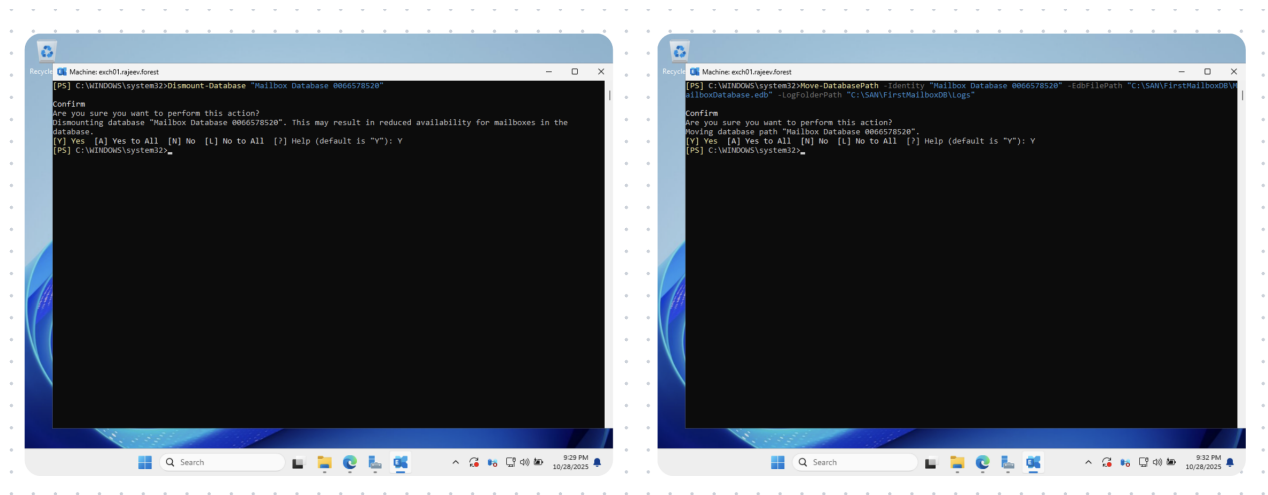 Recycle
Machine: exch01.rajeev.forest
[PS] C:\WINDOWS\system32>Dismount-Database "Mailbox Database 0066578520"
Confirm
Are you sure you want to perform this action?
Dismounting database "Mailbox Database 0066578520". This may result in reduced availability for mailboxes in the
database.
[Y] Yes [A] Yes to All [N] No [L] No to All [?] Help (default is "Y"): Y
[PS] C:\WINDOWS\system32>
Search
9:29 PM
10/28/2025
Recycle
Machine: exch01.rajeev.forest
[PS] C:\WINDOWS\system32>Move-DatabasePath -Identity "Mailbox Database 0066578520" -EdbFilePath "C:\SAN\FirstMailboxDB\M
ailboxDatabase.edb" -LogFolderPath "C:\SAN\FirstMailboxDB\Logs"
Confirm
Are you sure you want to perform this action?
Moving database path "Mailbox Database 0066578520".
[Y] Yes [A] Yes to All [N] No [L] No to All [?] Help (default is "Y"): Y
[PS] C:\WINDOWS\system32>
Search
9:32 PM
10/28/2025